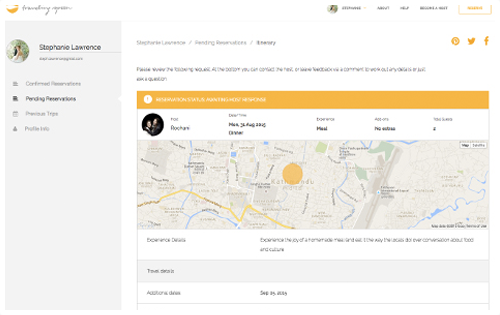 traveling spoon
STEPHANIE
ABOUT
HELP
BECOME A HOST
SEARCH
Stephanie Lawrence
Confirmed Reservations
Pending Reservations
Previous Trips
Profile Info
Stephanie Lawrence / Pending Reservations / Itinerary
Please review the following request. At the bottom you can contact the host, or leave feedback via a comment to work out any details or just
ask a question
RESERVATION STATUS: AWAITING HOST RESPONSE
Host
Rochani
Date/Time
Mon, 31 Aug 2015
Dinner
Experience
Meal
Add-ons
No extras
Total Guests
2
Map
Satellite
Experience Details
Experience the joy of a homemade meal and eat it the way the locals do, over conversation about food
and culture
Travel details
Additional dates
Sep 25, 2015